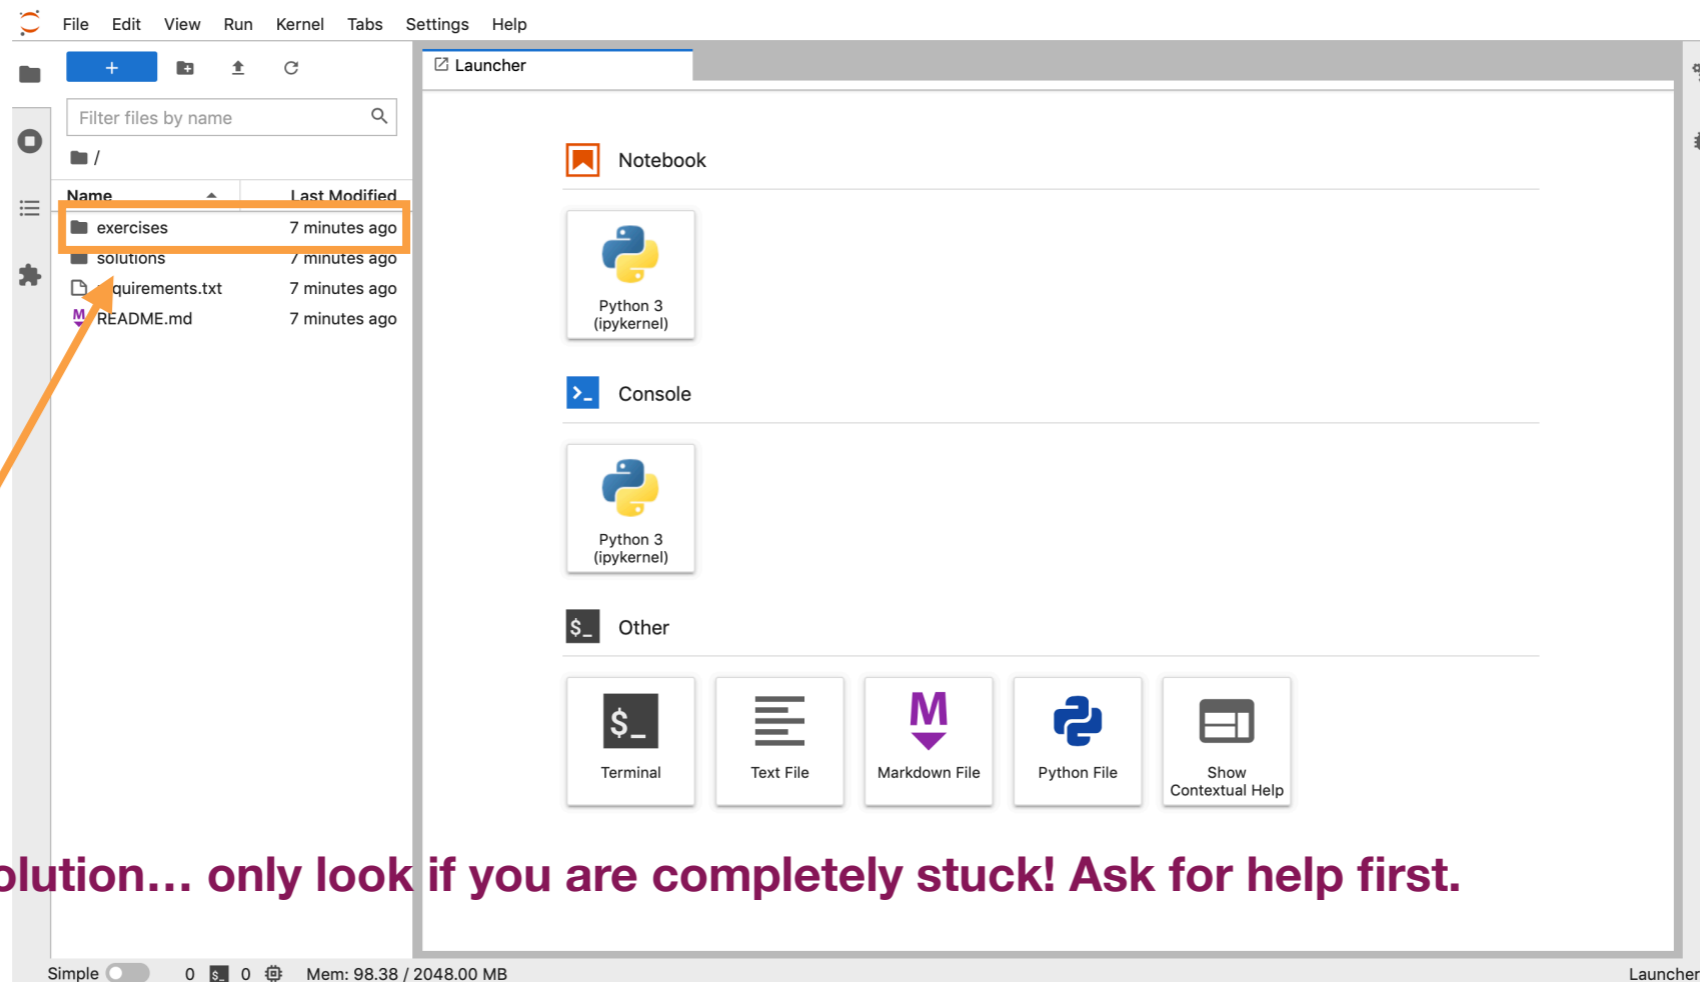 File Edit View Run Kernel Tabs Settings Help
+
Launcher
Filter files by name
/
Name Last Modified
exercises 7 minutes ago
solutions 7 minutes ago
quirements.txt 7 minutes ago
M README.md 7 minutes ago
Notebook
Python 3
(ipykernel)
>_ Console
Python 3
(ipykernel)
$_ Other
$_
M
Terminal
Text File
Markdown File
Python File
Show
Contextual Help
olution... only look if you are completely stuck! Ask for help first.
Simple 0 $_ 0 Mem: 98.38 / 2048.00 MB
Launcher